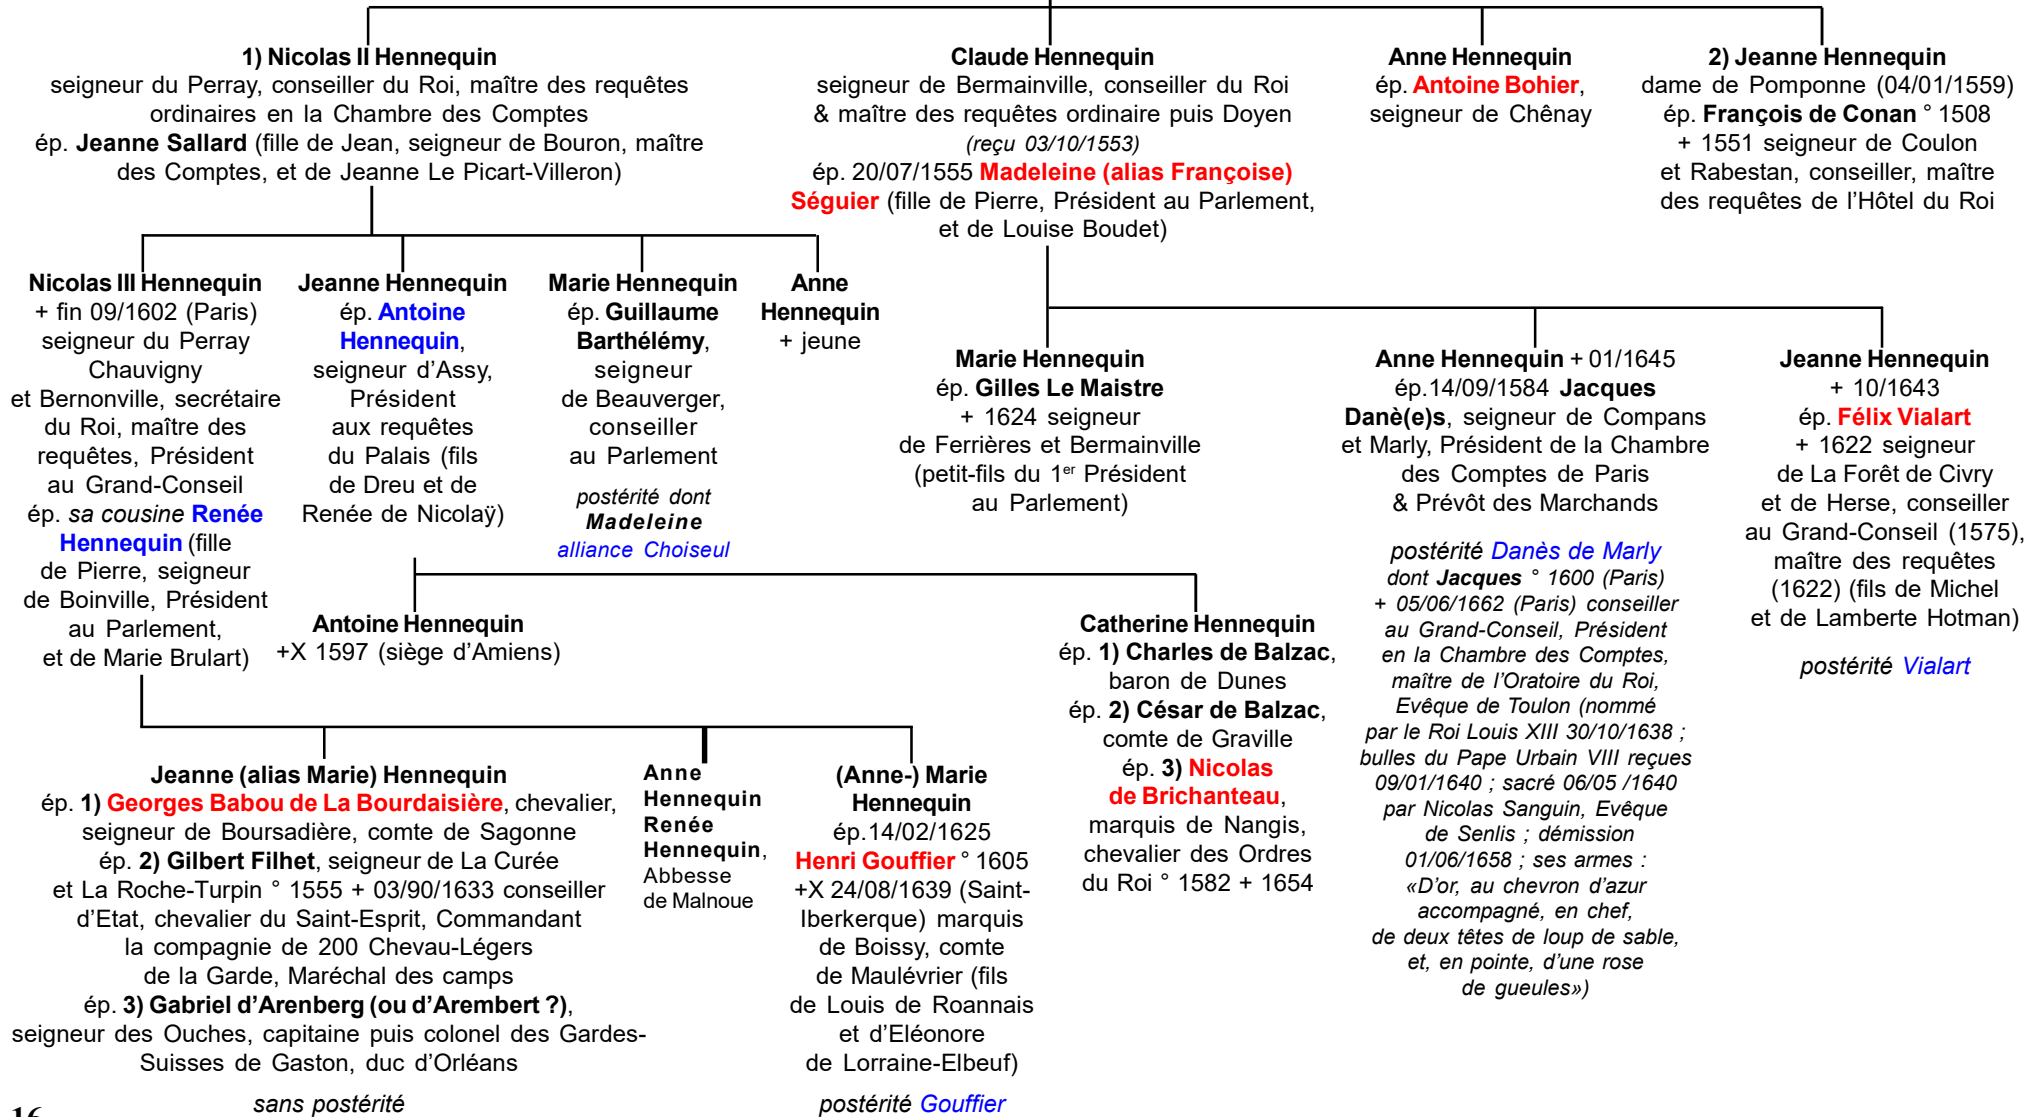 1) Nicolas II Hennequin
seigneur du Perray, conseiller du Roi, maître des requêtes
ordinaires en la Chambre des Comptes
ép. Jeanne Sallard (fille de Jean, seigneur de Bouron, maître
des Comptes, et de Jeanne Le Picart-Villeron)
Claude Hennequin
seigneur de Bermainville, conseiller du Roi
& maître des requêtes ordinaire puis Doyen
(reçu 03/10/1553)
ép. 20/07/1555 Madeleine (alias Françoise)
Séguier (fille de Pierre, Président au Parlement,
et de Louise Boudet)
Anne Hennequin
ép. Antoine Bohier,
seigneur de Chênay
2) Jeanne Hennequin
dame de Pomponne (04/01/1559)
ép. François de Conan ° 1508
+ 1551 seigneur de Coulon
et Rabestan, conseiller, maître
des requêtes de l'Hôtel du Roi
Nicolas III Hennequin
+ fin 09/1602 (Paris)
seigneur du Perray
Chauvigny
et Bernonville, secrétaire
du Roi, maître des
requêtes, Président
au Grand-Conseil
ép. sa cousine Renée
Hennequin (fille
de Pierre, seigneur
de Boinville, Président
au Parlement,
et de Marie Brulart)
Jeanne Hennequin
ép. Antoine
Hennequin,
seigneur d'Assy,
Président
aux requêtes
du Palais (fils
de Dreu et de
Renée de Nicolaÿ)
Marie Hennequin
ép. Guillaume
Barthélémy,
seigneur
de Beauverger,
conseiller
au Parlement
postérité dont
Madeleine
alliance Choiseul
Anne
Hennequin
+ jeune
Marie Hennequin
ép. Gilles Le Maistre
+ 1624 seigneur
de Ferrières et Bermainville
(petit-fils du 1er Président
au Parlement)
Anne Hennequin + 01/1645
ép.14/09/1584 Jacques
Danè(e)s, seigneur de Compans
et Marly, Président de la Chambre
des Comptes de Paris
& Prévôt des Marchands
postérité Danès de Marly
dont Jacques ° 1600 (Paris)
+ 05/06/1662 (Paris) conseiller
au Grand-Conseil, Président
en la Chambre des Comptes,
maître de l'Oratoire du Roi,
Evêque de Toulon (nommé
par le Roi Louis XIII 30/10/1638 ;
bulles du Pape Urbain VIII reçues
09/01/1640 ; sacré 06/05 /1640
par Nicolas Sanguin, Evêque
de Senlis ; démission
01/06/1658 ; ses armes :
«D'or, au chevron d'azur
accompagné, en chef,
de deux têtes de loup de sable,
et, en pointe, d'une rose
de gueules»)
Jeanne Hennequin
+ 10/1643
ép. Félix Vialart
+ 1622 seigneur
de La Forêt de Civry
et de Herse, conseiller
au Grand-Conseil (1575),
maître des requêtes
(1622) (fils de Michel
et de Lamberte Hotman)
postérité Vialart
Antoine Hennequin
+X 1597 (siège d'Amiens)
Catherine Hennequin
ép. 1) Charles de Balzac,
baron de Dunes
ép. 2) César de Balzac,
comte de Graville
ép. 3) Nicolas
de Brichanteau,
marquis de Nangis,
chevalier des Ordres
du Roi ° 1582 + 1654
Jeanne (alias Marie) Hennequin
ép. 1) Georges Babou de La Bourdaisière, chevalier,
seigneur de Boursadière, comte de Sagonne
ép. 2) Gilbert Filhet, seigneur de La Curée
et La Roche-Turpin ° 1555 + 03/90/1633 conseiller
d'Etat, chevalier du Saint-Esprit, Commandant
la compagnie de 200 Chevau-Légers
de la Garde, Maréchal des camps
ép. 3) Gabriel d'Arenberg (ou d'Arembert ?),
seigneur des Ouches, capitaine puis colonel des Gardes-
Suisses de Gaston, duc d'Orléans
sans postérité
Anne
Hennequin
Renée
Hennequin,
Abbesse
de Malnoue
(Anne-) Marie
Hennequin
ép.14/02/1625
Henri Gouffier ° 1605
+X 24/08/1639 (Saint-
Iberkerque) marquis
de Boissy, comte
de Maulévrier (fils
de Louis de Roannais
et d'Eléonore
de Lorraine-Elbeuf)
postérité Gouffier
16